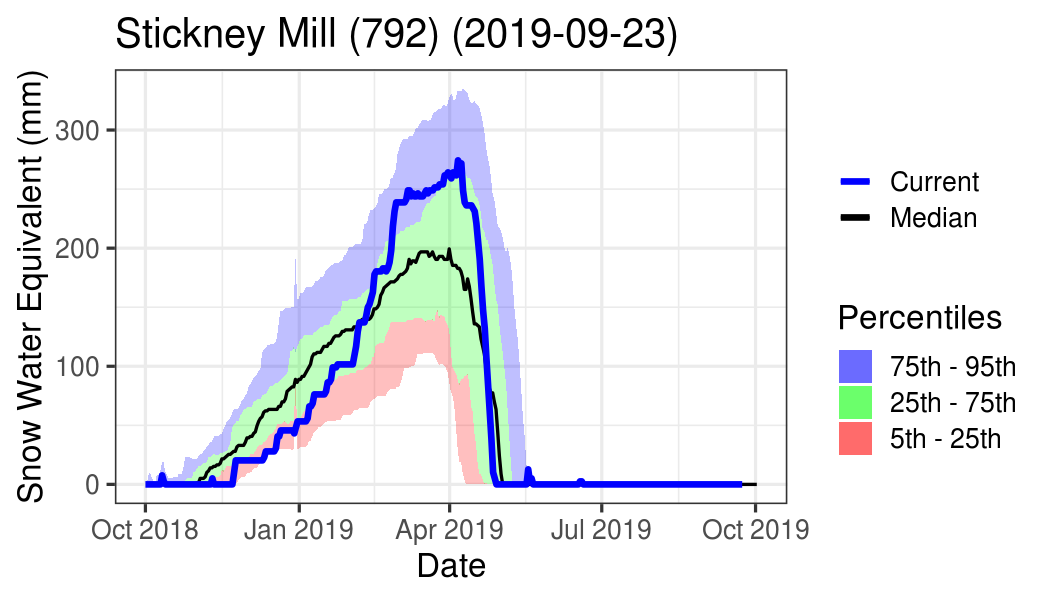 Stickney Mill (792) (2019-09-23)
Snow Water Equivalent (mm)
300
200
100
0
Oct 2018
Jan 2019
Apr 2019
Jul 2019
Oct 2019
Date
Current
Median
Percentiles
75th - 95th
25th - 75th
5th - 25th